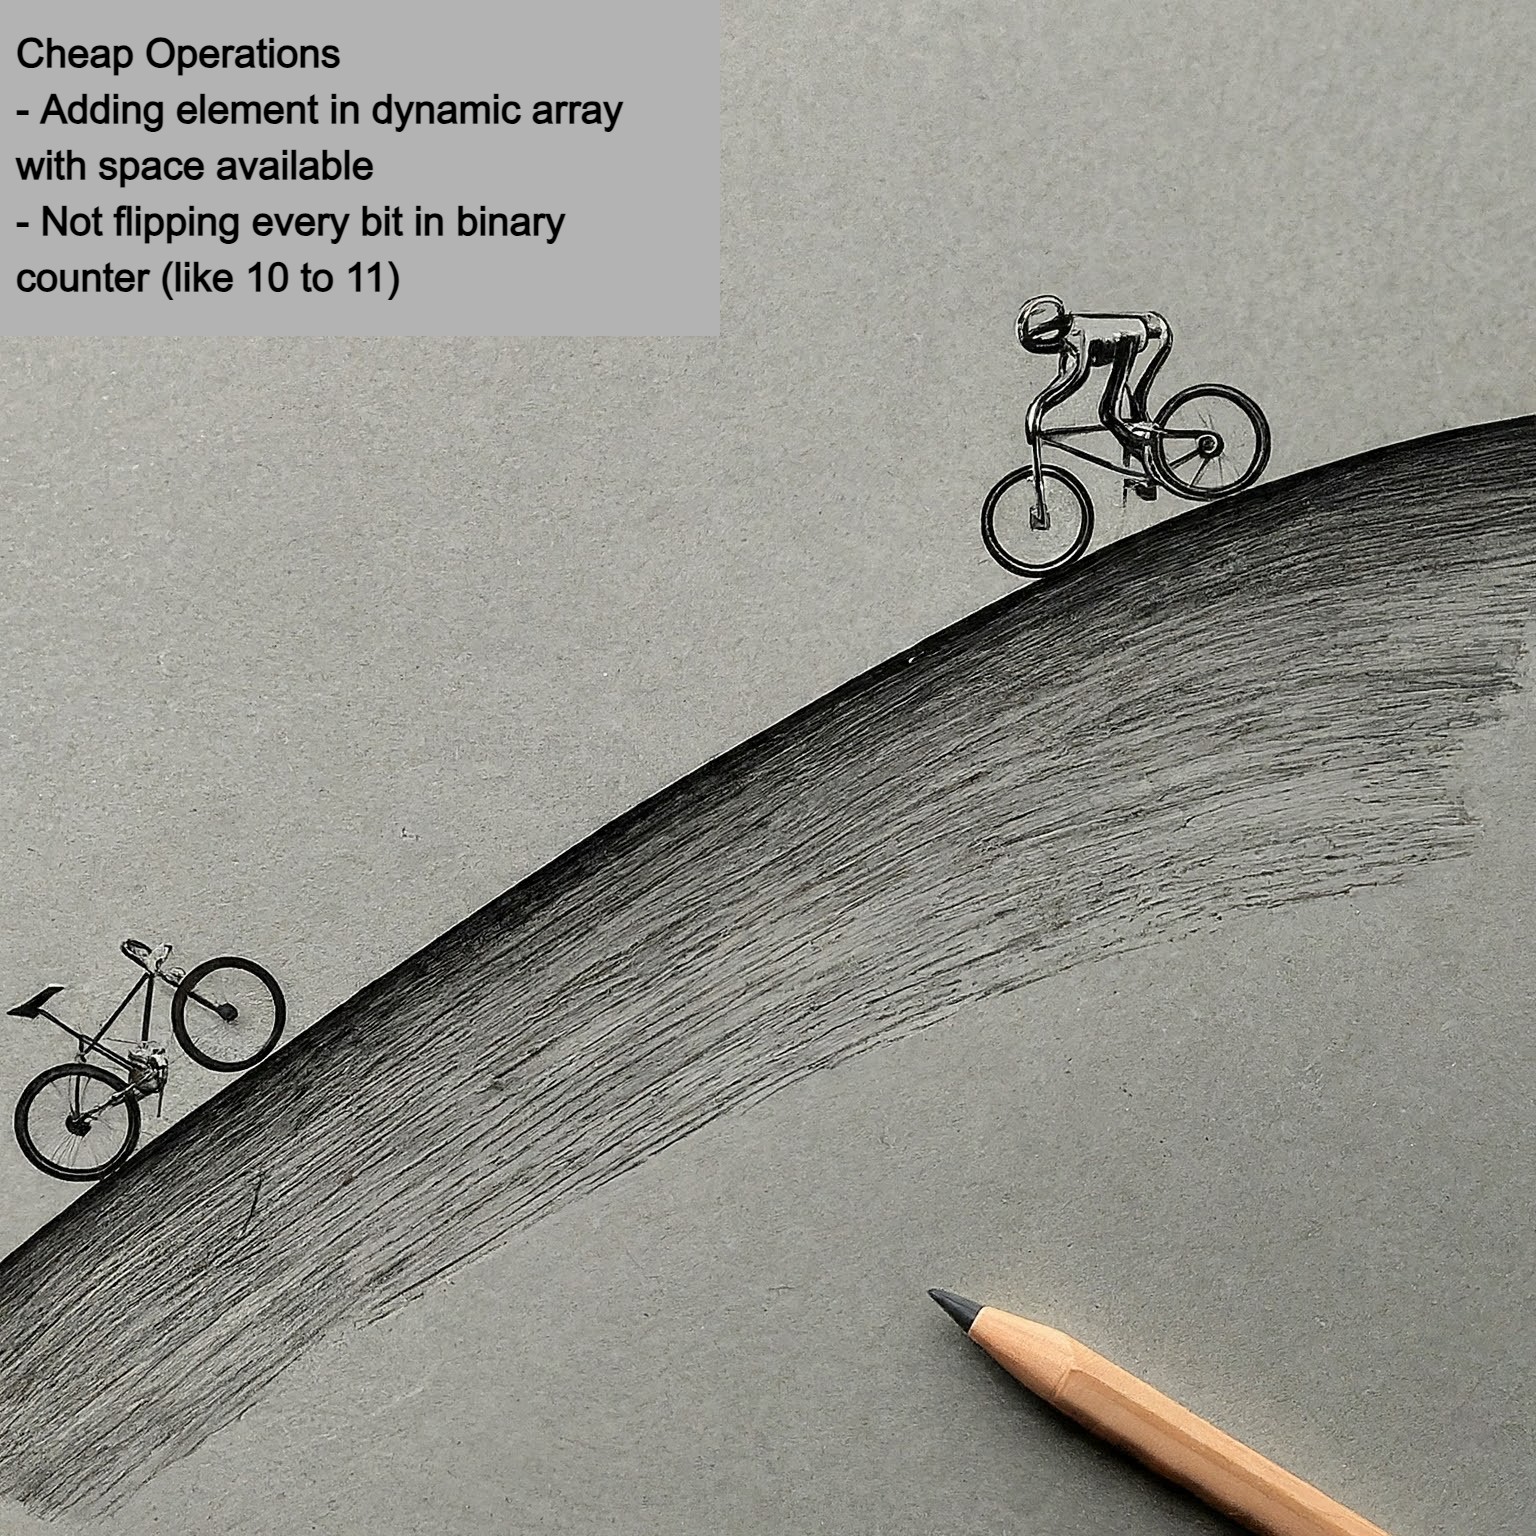 Cheap Operations
- Adding element in dynamic array
with space available
- Not flipping every bit in binary
counter (like 10 to 11)